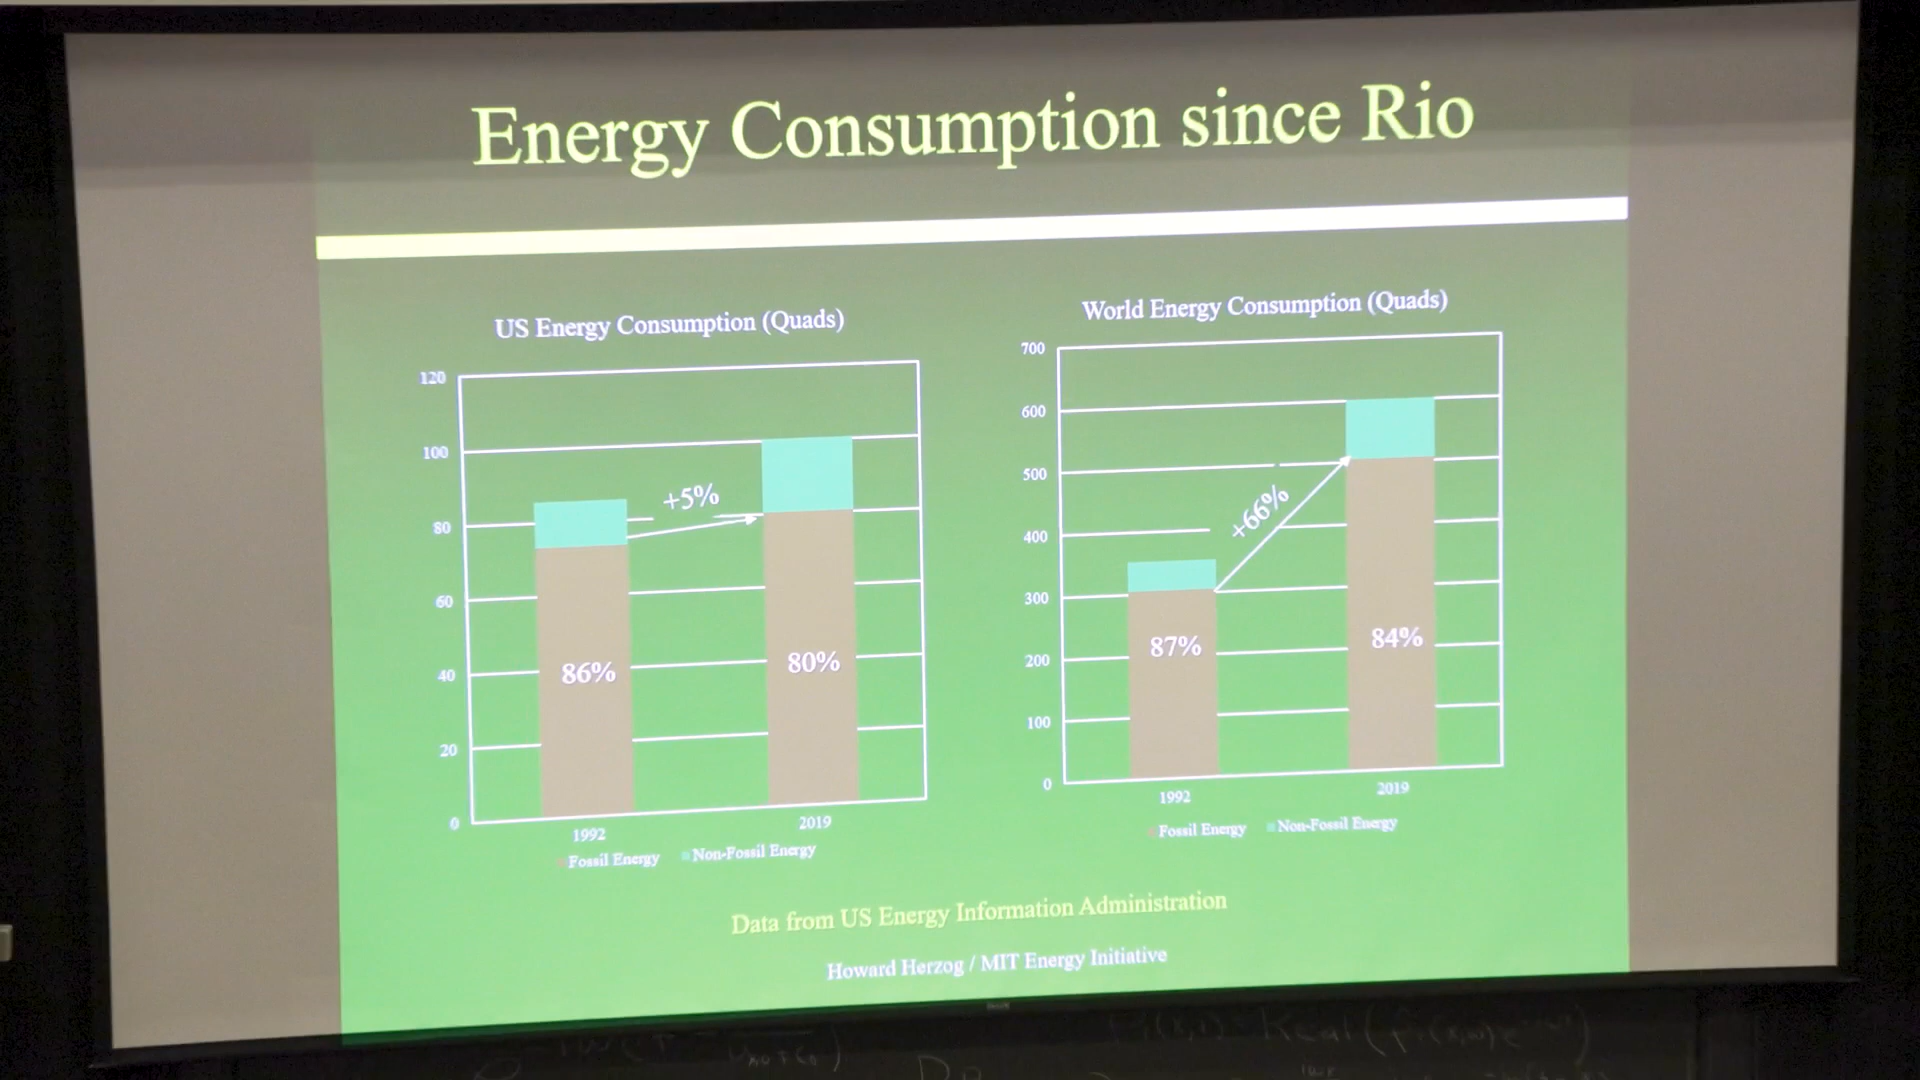 Energy Consumption since Rio
US Energy Consumption (Quads)
120
100
80
60
40
20
0
+5%
86%
80%
1992
2019
Fossil Energy
Non-Fossil Energy
World Energy Consumption (Quads)
700
600
500
400
300
200
100
0
+66%
87%
84%
1992
2019
Fossil Energy
Non-Fossil Energy
Data from US Energy Information Administration
Howard Herzog / MIT Energy Initiative